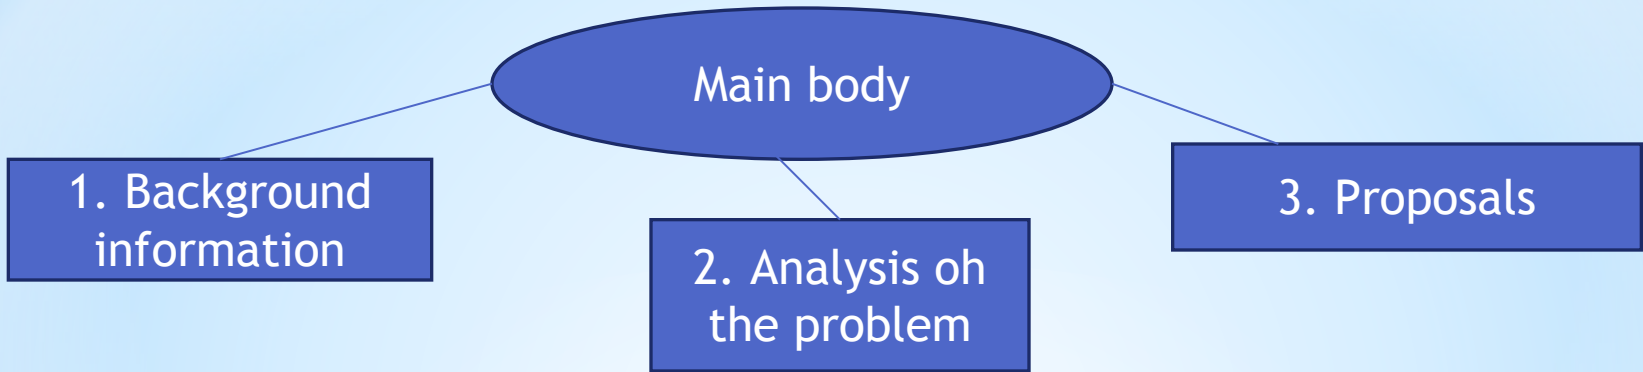 Main body
1. Background
information
2. Analysis oh
the problem
3. Proposals